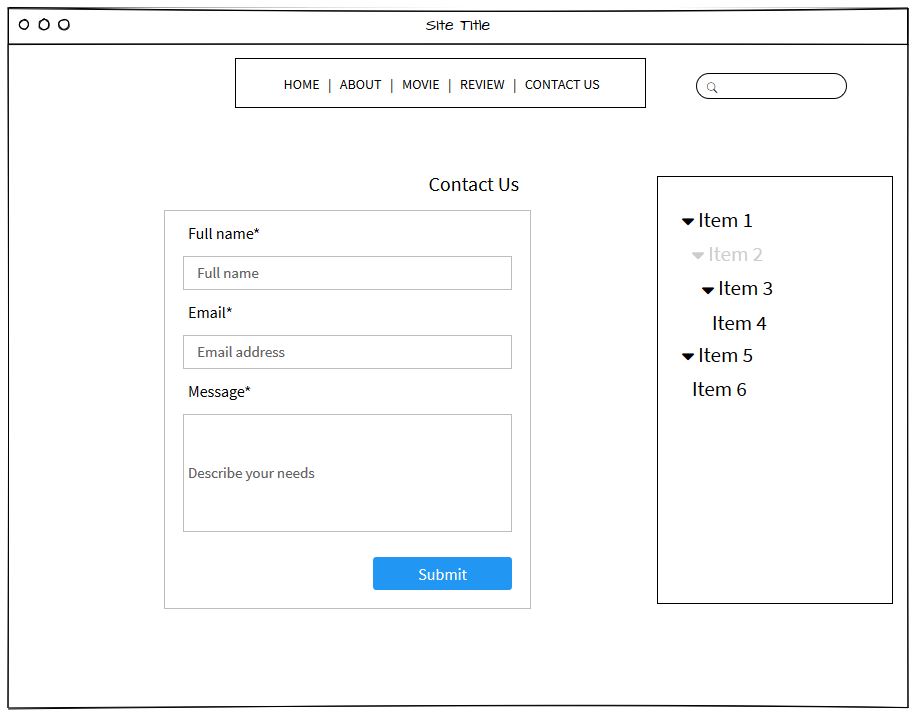 Site Title
HOME | ABOUT | MOVIE | REVIEW | CONTACT US
Contact Us
Full name*
Full name
Email*
Email address
Message*
Describe your needs
Submit
Item 1
Item 2
Item 3
Item 4
Item 5
Item 6